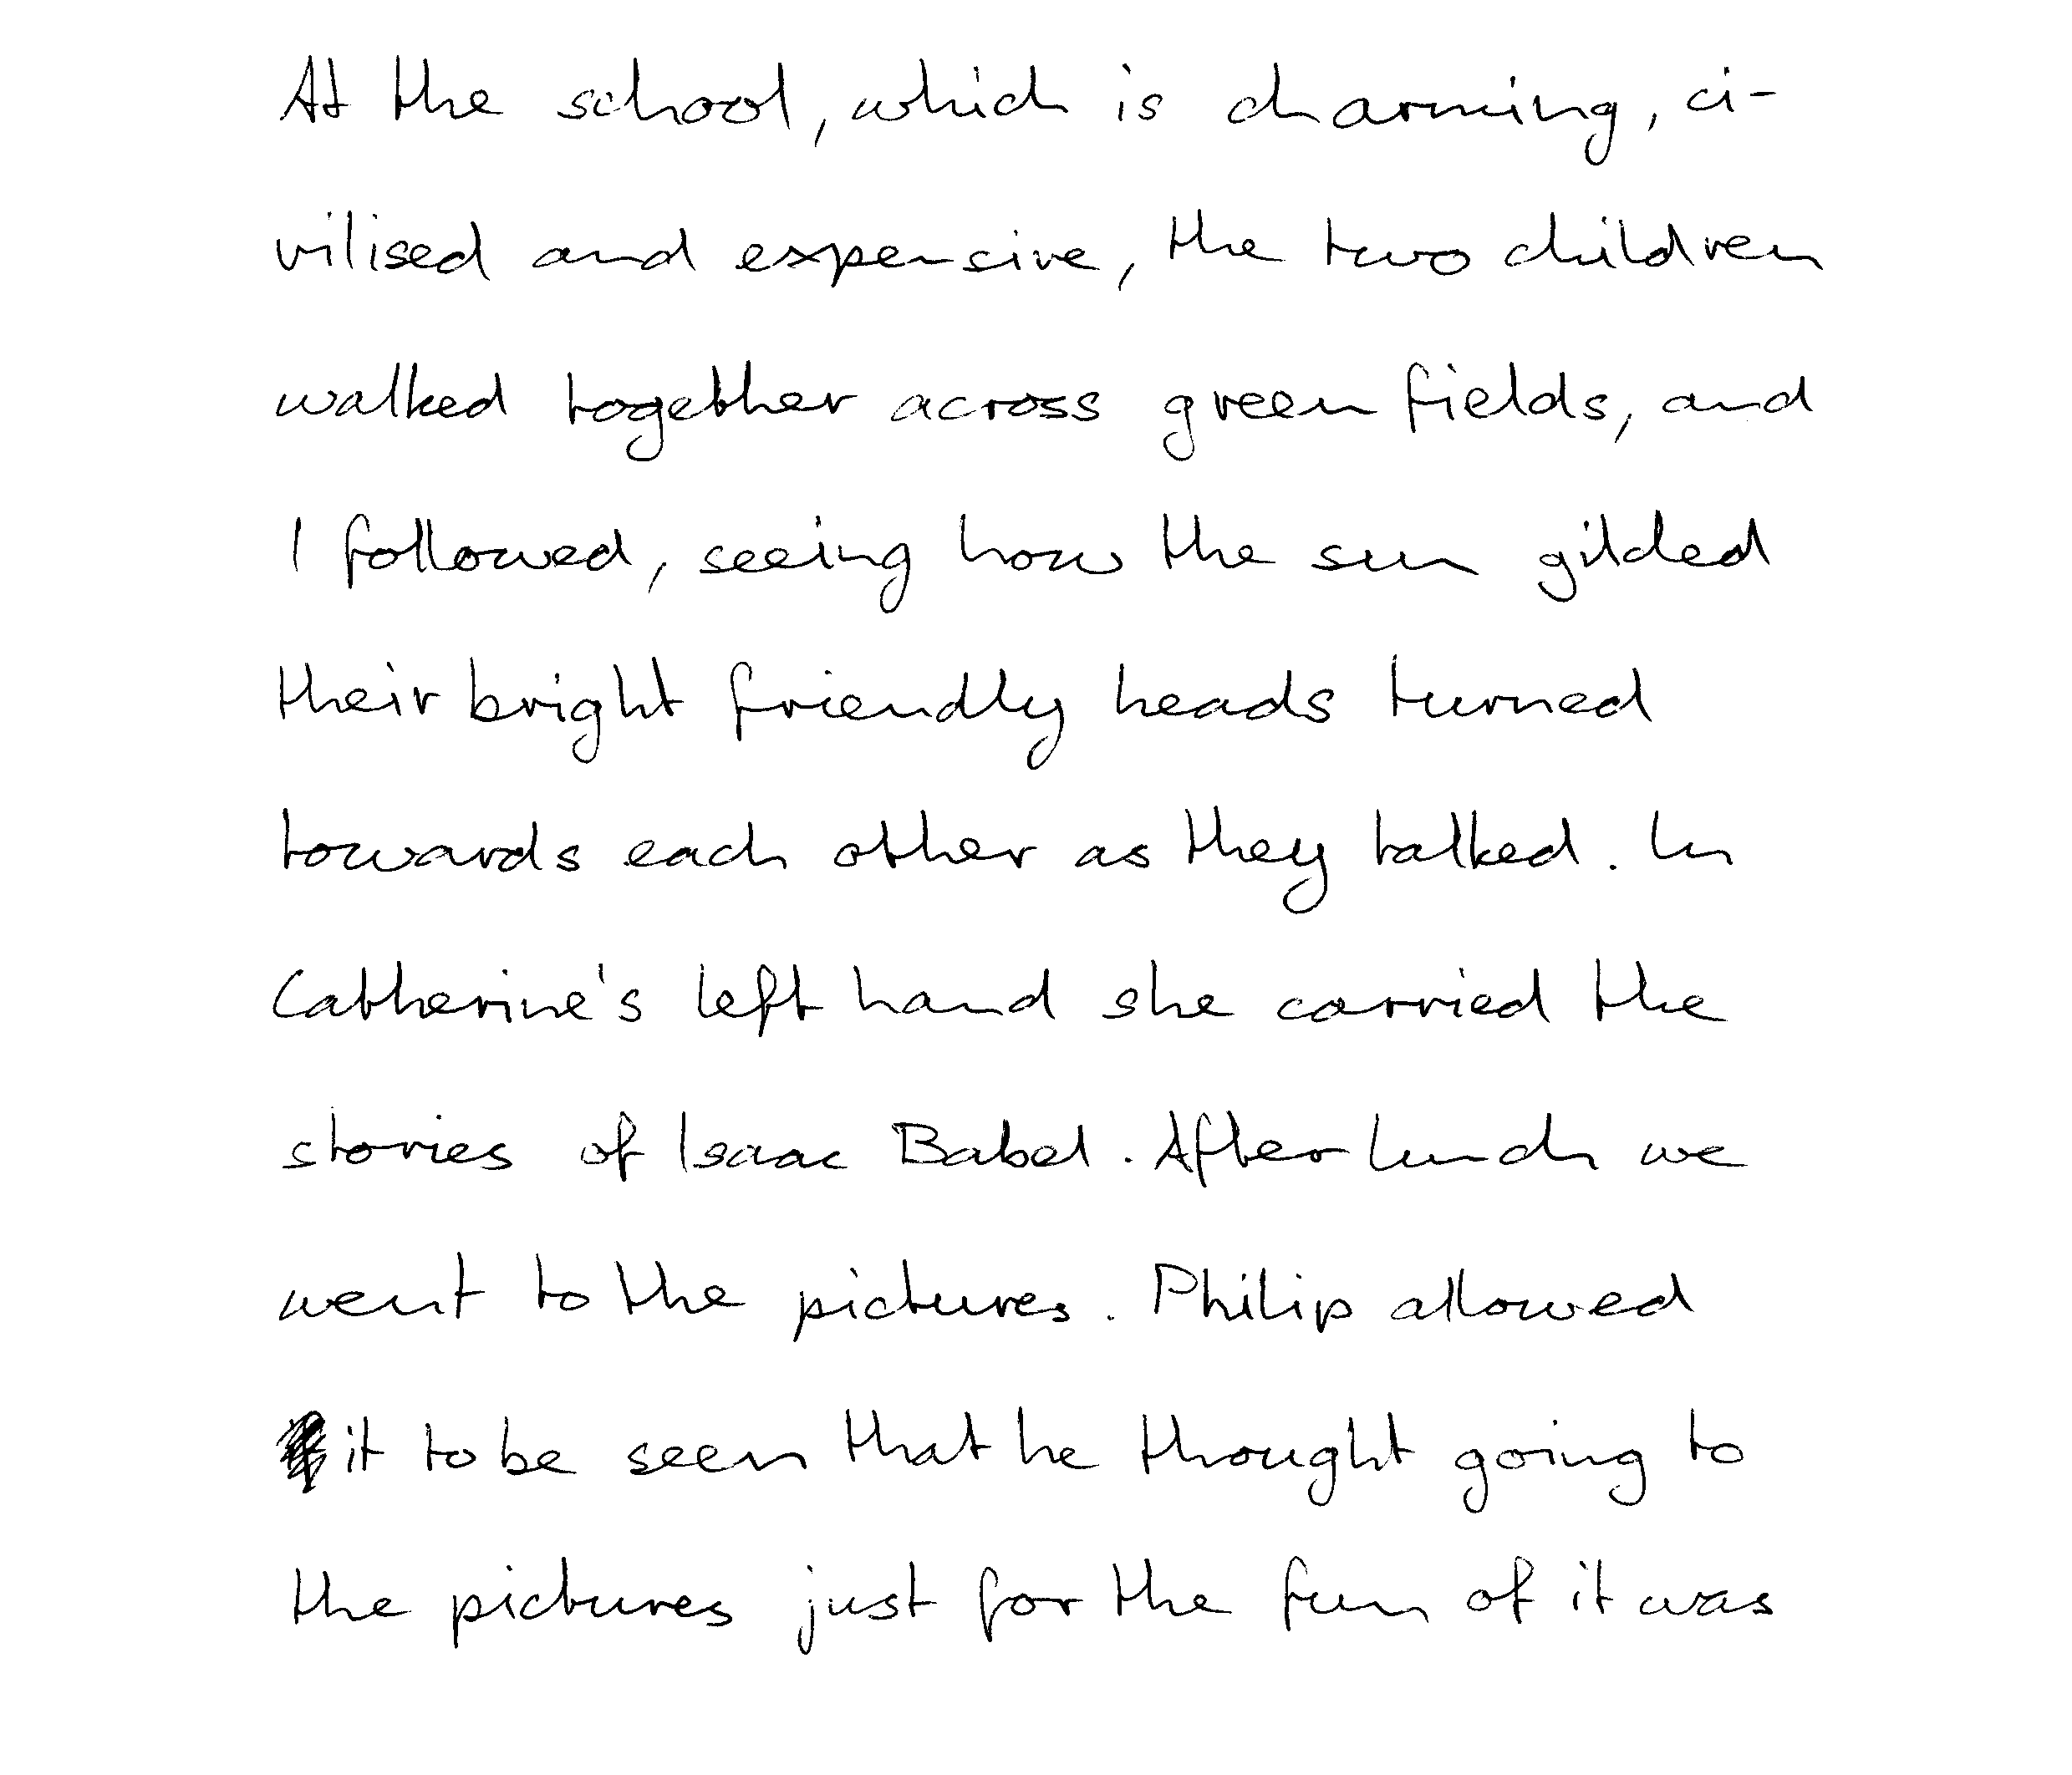 At the school, which is charming, ci-
vilised and expensive, the two children
walked together across green fields, and
I followed, seeing how the sun gilded
their bright friendly heads turned
towards each other as they talked. In
Catherine's left hand she carried the
stories of Isaac Babel. After lunch we
went to the pictures. Philip allowed
it to be seen that he thought going to
the pictures just for the fun of it was